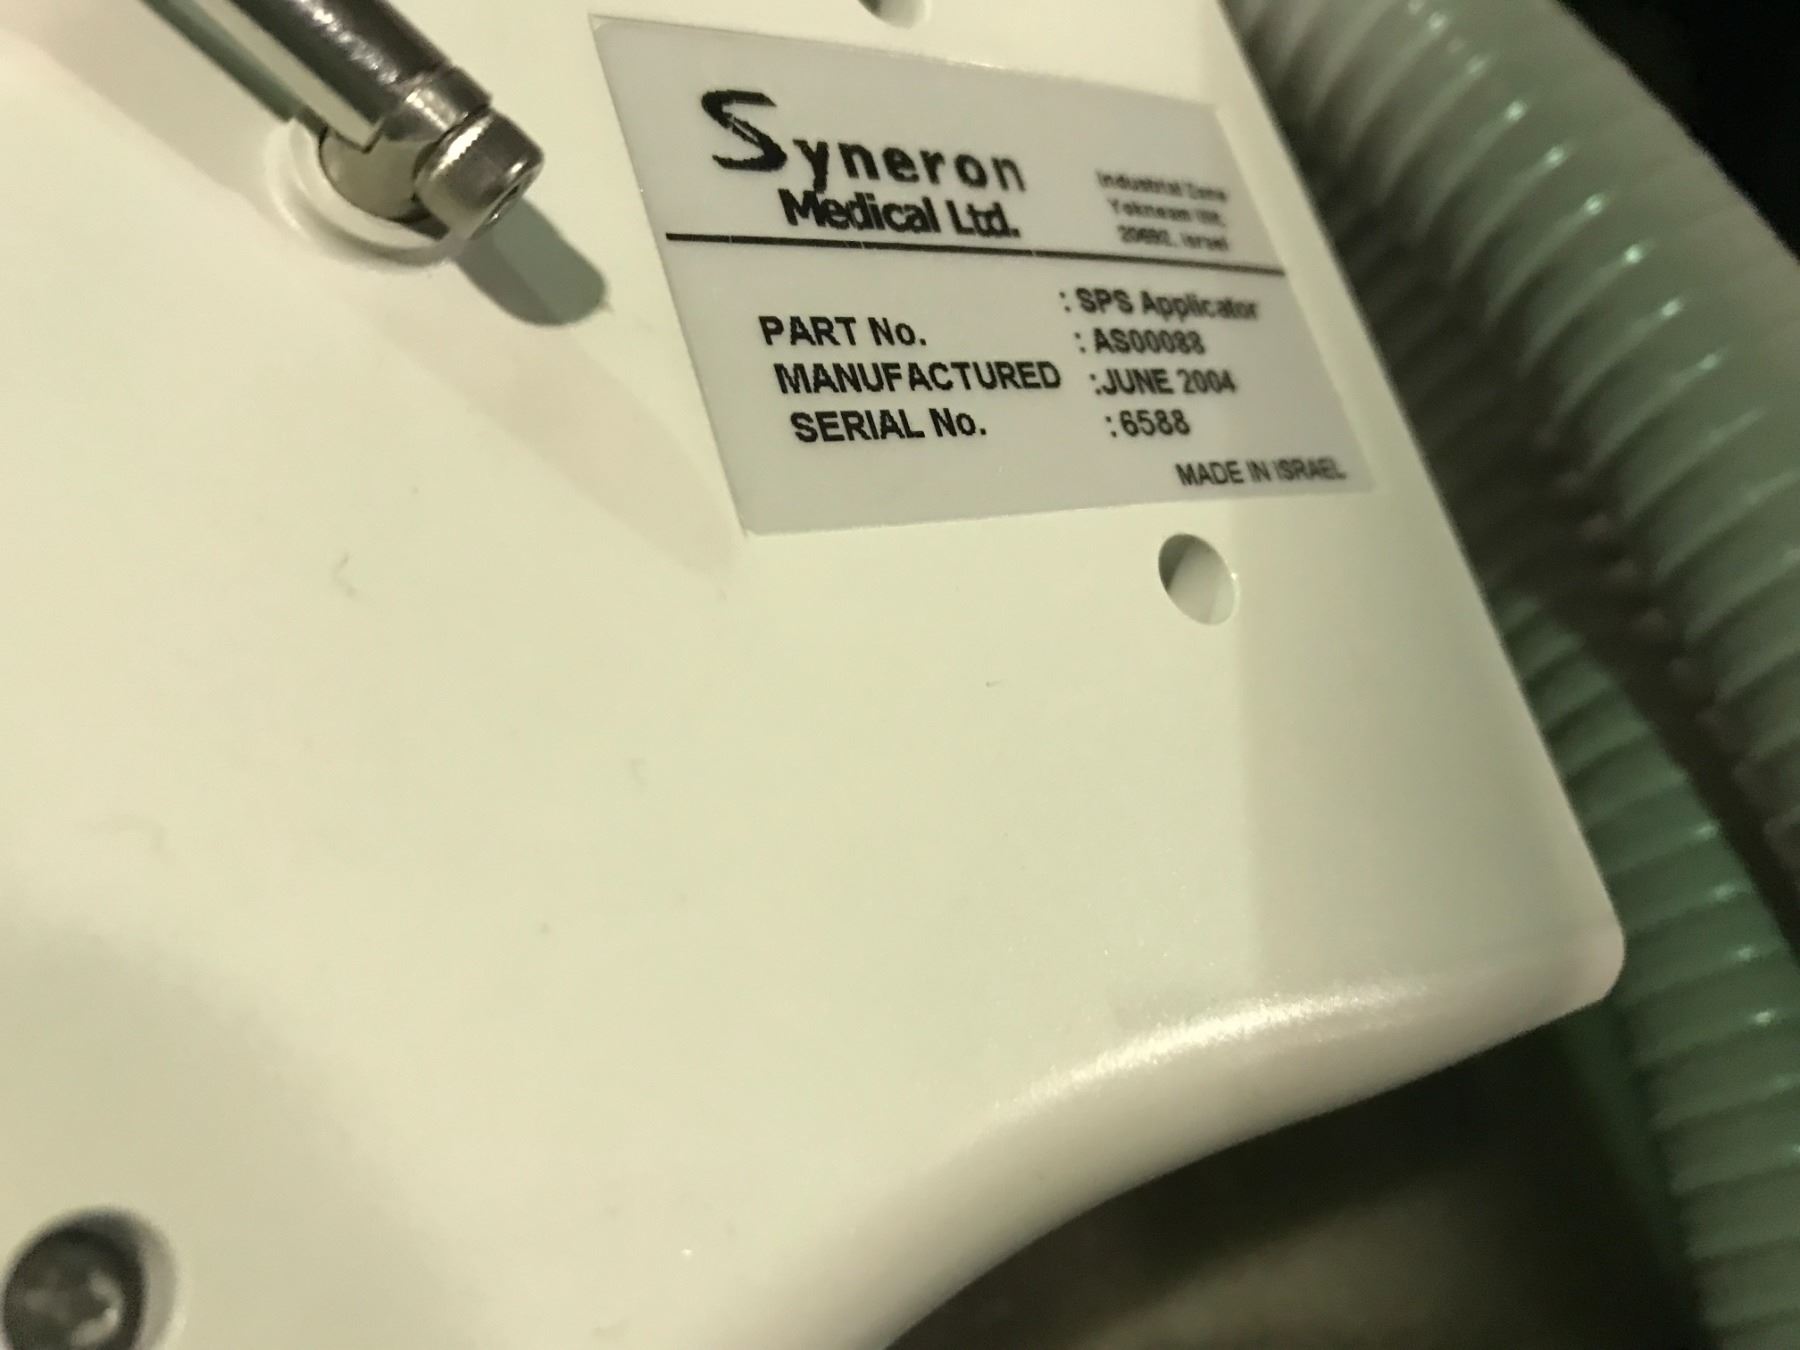 Syneron
Medical Ltd.
Industrial Zone
Yokneam Illit,
20692, Israel
: SPS Applicator
PART No. : AS00088
MANUFACTURED :JUNE 2004
SERIAL No. : 6588
MADE IN ISRAEL